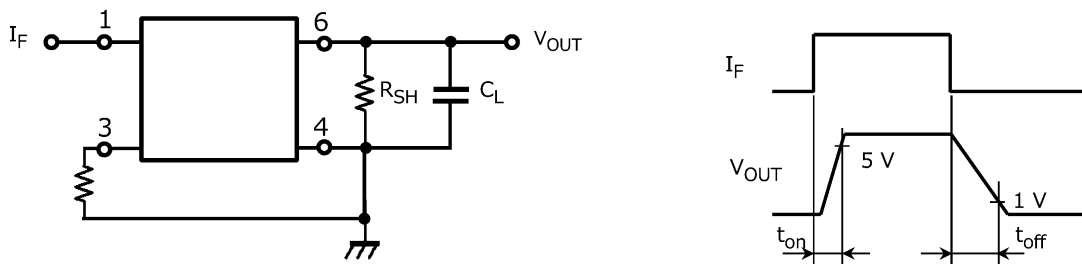 I_F
1
6
V_OUT
R_SH
C_L
3
4
I_F
V_OUT
5 V
1 V
t_on
t_off